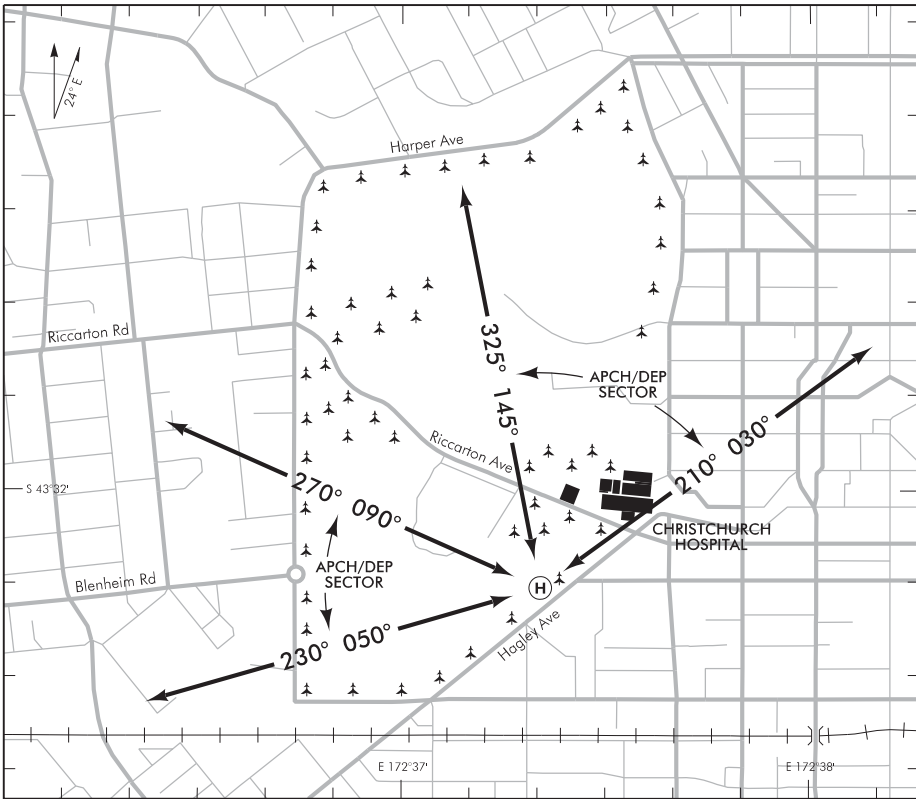 24° E
Harper Ave
Riccarton Rd
325° 145°
APCH/DEP
SECTOR
Riccarton Ave
210° 030°
S 43°32'
270° 090°
CHRISTCHURCH
HOSPITAL
APCH/DEP
SECTOR
Blenheim Rd
H
Hagley Ave
230° 050°
E 172°37'
E 172°38'